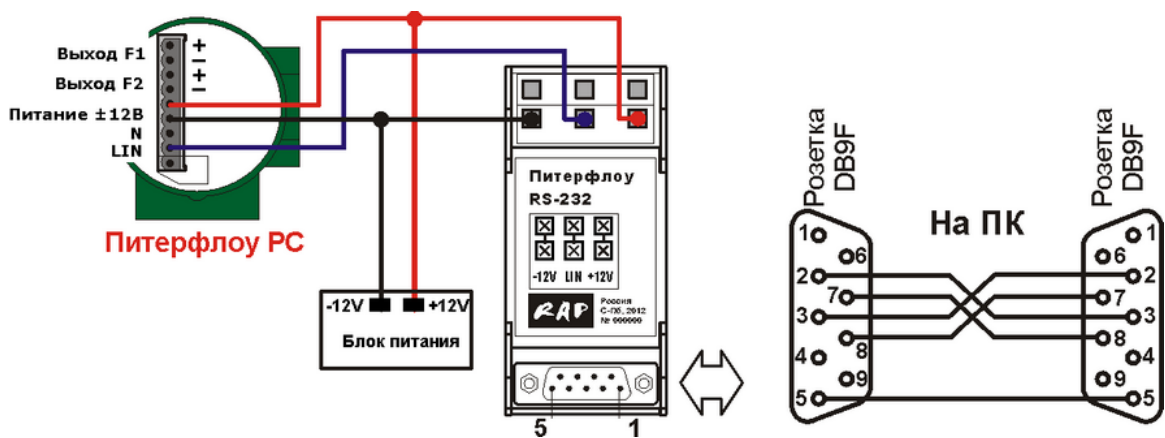 Выход F1
+
−
Выход F2
+
−
Питание ±12В
N
LIN
Питерфлоу РС
-12V
+12V
Блок питания
Питерфлоу
RS-232
-12V LIN +12V
RAP
Россия
С-Пб, 2012
№ 999999
5
1
Розетка
DB9F
На ПК
Розетка
DB9F
1
6
2
7
3
8
4
9
5
1
6
2
7
3
8
4
9
5